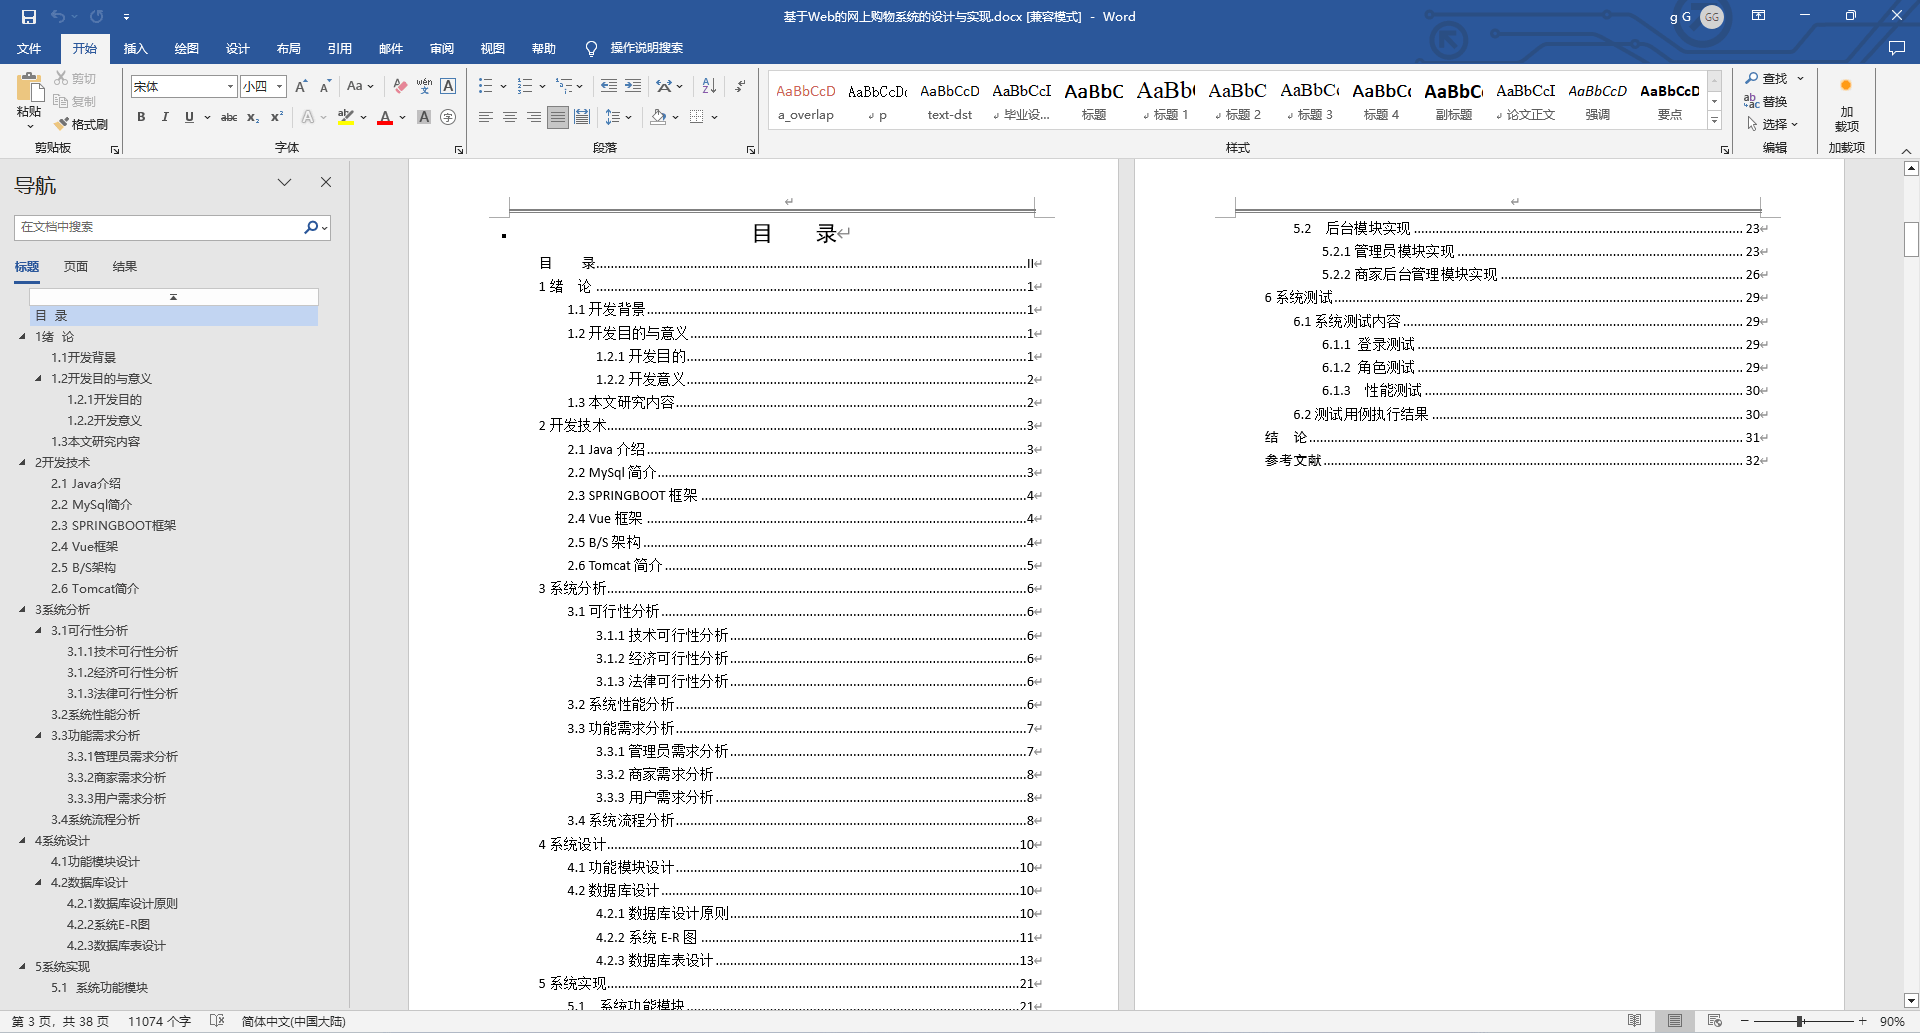 基于Web的网上购物系统的设计与实现.docx [兼容模式] - Word
g G
GG
文件 开始 插入 绘图 设计 布局 引用 邮件 审阅 视图 帮助 操作说明搜索
粘贴
剪切
复制
格式刷
剪贴板
宋体 小四
Aa
wén
文
A
B I U abc x₂ x² A ab A A 字
字体
段落
AaBbCcD a_overlap
AaBbCcDc p
AaBbCcD text-dst
AaBbCcI 毕业设...
AaBbC 标题
AaBb( 标题 1
AaBbC 标题 2
AaBbC 标题 3
AaBbCc 标题 4
AaBbC 副标题
AaBbCcI 论文正文
AaBbCcD 强调
AaBbCcD 要点
样式
查找
替换
选择
编辑
加
载项
加载项
导航
在文档中搜索
标题 页面 结果
目 录
1绪 论
1.1开发背景
1.2开发目的与意义
1.2.1开发目的
1.2.2开发意义
1.3本文研究内容
2开发技术
2.1 Java介绍
2.2 MySql简介
2.3 SPRINGBOOT框架
2.4 Vue框架
2.5 B/S架构
2.6 Tomcat简介
3系统分析
3.1可行性分析
3.1.1技术可行性分析
3.1.2经济可行性分析
3.1.3法律可行性分析
3.2系统性能分析
3.3功能需求分析
3.3.1管理员需求分析
3.3.2商家需求分析
3.3.3用户需求分析
3.4系统流程分析
4系统设计
4.1功能模块设计
4.2数据库设计
4.2.1数据库设计原则
4.2.2系统E-R图
4.2.3数据库表设计
5系统实现
5.1 系统功能模块
目 录
目 录 II
1 绪 论 1
1.1 开发背景 1
1.2 开发目的与意义 1
1.2.1 开发目的 1
1.2.2 开发意义 2
1.3 本文研究内容 2
2 开发技术 3
2.1 Java 介绍 3
2.2 MySql 简介 3
2.3 SPRINGBOOT 框架 4
2.4 Vue 框架 4
2.5 B/S 架构 4
2.6 Tomcat 简介 5
3 系统分析 6
3.1 可行性分析 6
3.1.1 技术可行性分析 6
3.1.2 经济可行性分析 6
3.1.3 法律可行性分析 6
3.2 系统性能分析 6
3.3 功能需求分析 7
3.3.1 管理员需求分析 7
3.3.2 商家需求分析 8
3.3.3 用户需求分析 8
3.4 系统流程分析 8
4 系统设计 10
4.1 功能模块设计 10
4.2 数据库设计 10
4.2.1 数据库设计原则 10
4.2.2 系统 E-R 图 11
4.2.3 数据库表设计 13
5 系统实现 21
5.1 系统功能模块 21
5.2 后台模块实现 23
5.2.1 管理员模块实现 23
5.2.2 商家后台管理模块实现 26
6 系统测试 29
6.1 系统测试内容 29
6.1.1 登录测试 29
6.1.2 角色测试 29
6.1.3 性能测试 30
6.2 测试用例执行结果 30
结 论 31
参考文献 32
第 3 页，共 38 页 11074 个字 简体中文(中国大陆) 90%